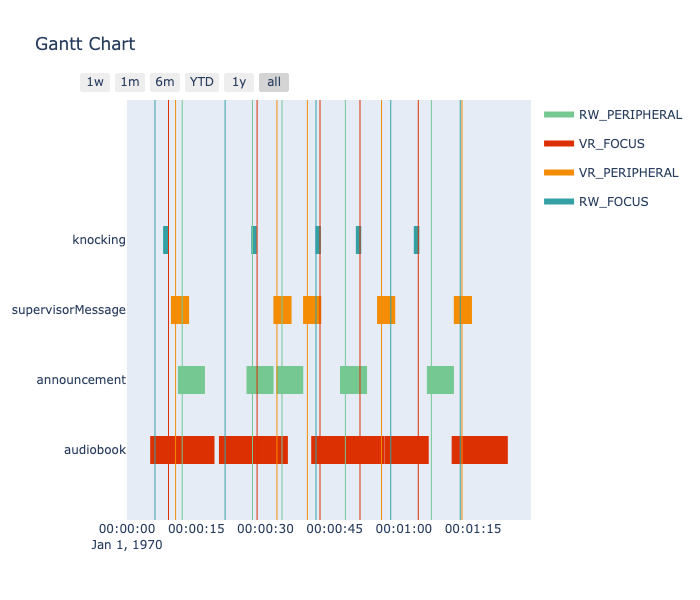 Gantt Chart
1w 1m 6m YTD 1y all
RW_PERIPHERAL
VR_FOCUS
VR_PERIPHERAL
RW_FOCUS
knocking
supervisorMessage
announcement
audiobook
00:00:00 00:00:15 00:00:30 00:00:45 00:01:00 00:01:15
Jan 1, 1970